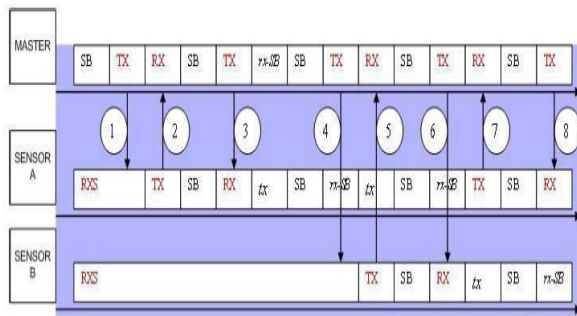 MASTER
SB TX RX SB TX rx-SB SB TX RX SB TX RX SB TX
1 2 3 4 5 6 7 8
SENSOR A
RXS TX SB RX tx SB rx-SB tx SB rx-SB TX SB RX
SENSOR B
RXS TX SB RX tx SB rx-SB